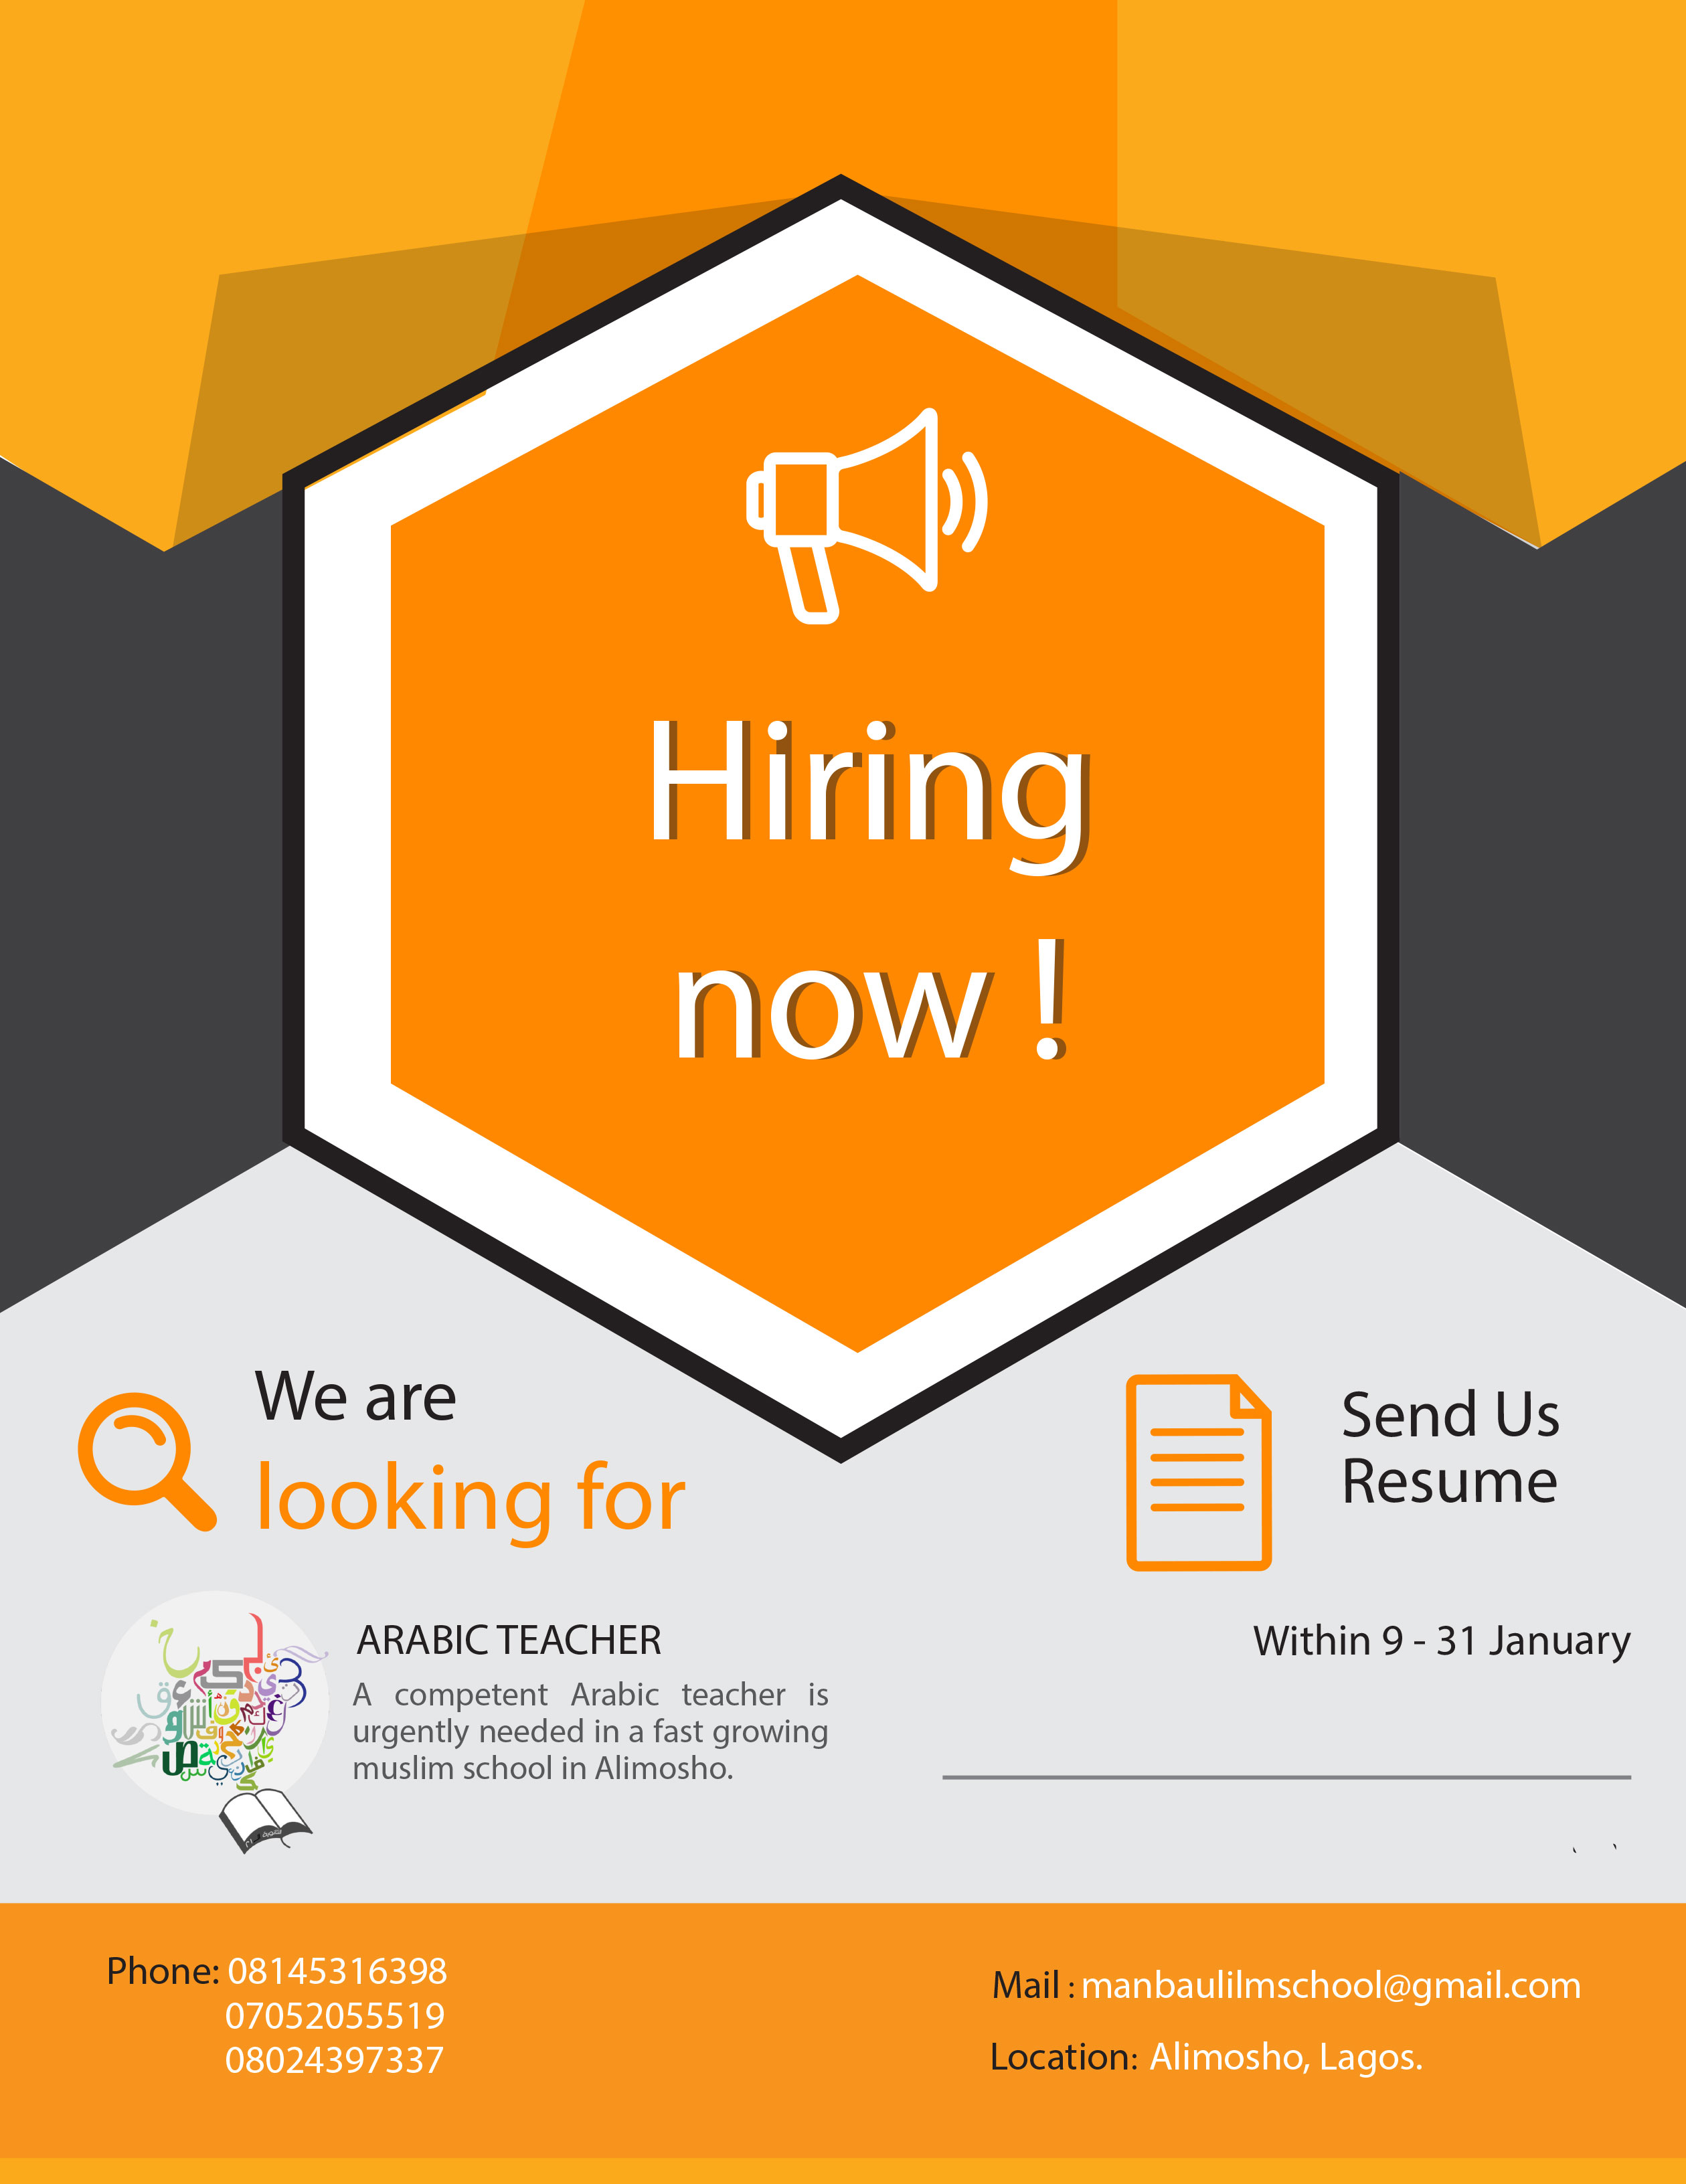 Hiring
now !
We are
looking for
Send Us
Resume
ARABIC TEACHER
A competent Arabic teacher is
urgently needed in a fast growing
muslim school in Alimosho.
Within 9 - 31 January
Phone: 08145316398
07052055519
08024397337
Mail : manbaulilmschool@gmail.com
Location: Alimosho, Lagos.